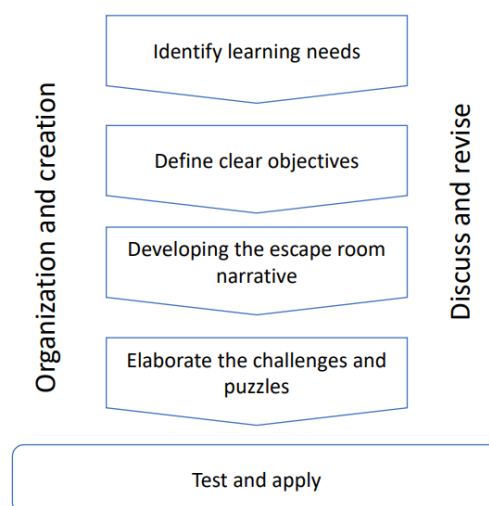 Organization and creation
Identify learning needs
Define clear objectives
Developing the escape room
narrative
Elaborate the challenges and
puzzles
Discuss and revise
Test and apply